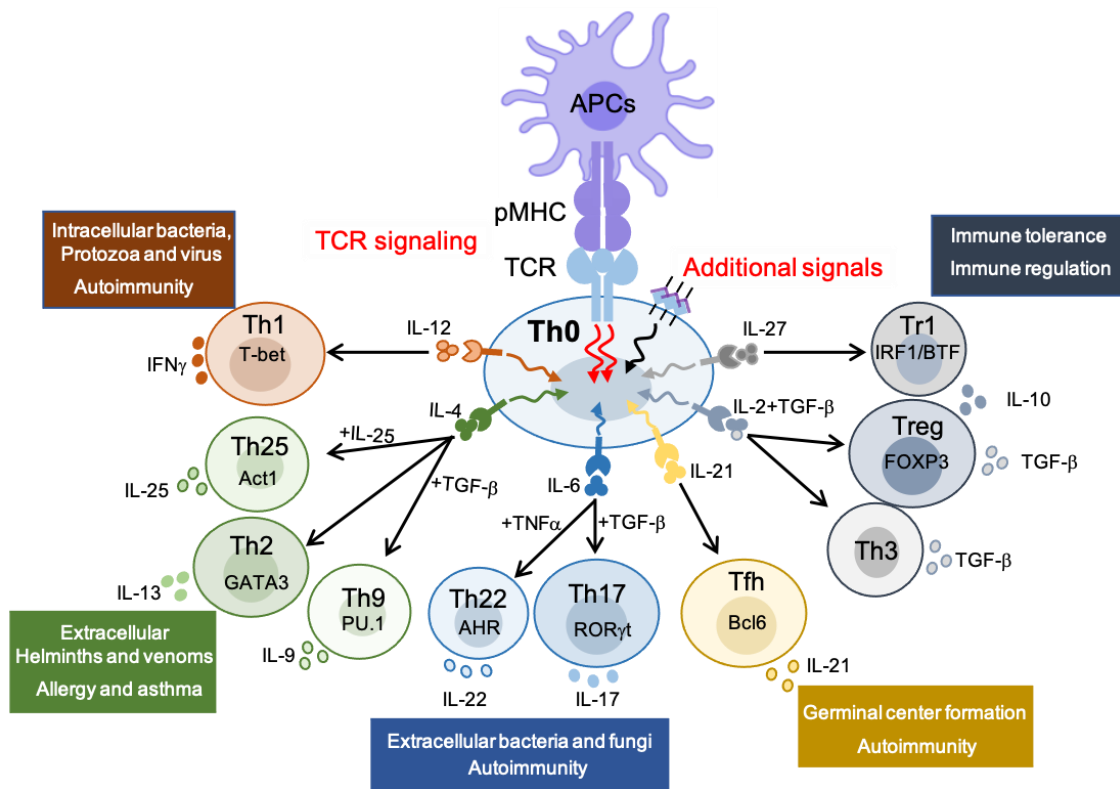 APCs
pMHC
TCR signaling
TCR
Additional signals
Intracellular bacteria,
Protozoa and virus
Autoimmunity
Immune tolerance
Immune regulation
Th1
T-bet
IFNγ
IL-12
Th0
IL-27
Tr1
IRF1/BTF
IL-4
IL-2+TGF-β
IL-10
+IL-25
Th25
Act1
IL-25
Treg
FOXP3
TGF-β
+TGF-β
IL-6
IL-21
+TNFα
+TGF-β
Th3
TGF-β
Th2
GATA3
IL-13
Th9
PU.1
IL-9
Th22
AHR
IL-22
Th17
RORγt
IL-17
Tfh
Bcl6
IL-21
Extracellular
Helminths and venoms
Allergy and asthma
Extracellular bacteria and fungi
Autoimmunity
Germinal center formation
Autoimmunity